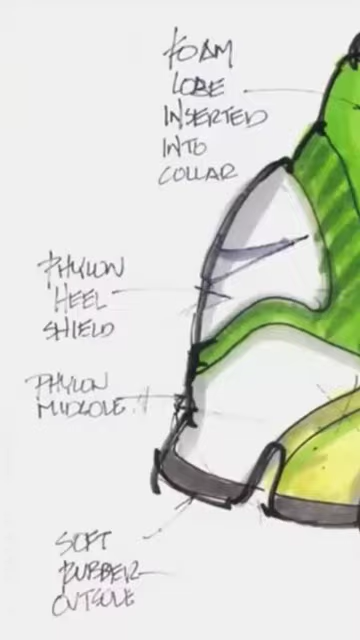 FOAM
LOBE
INSERTED
INTO
COLLAR
PHYLON
HEEL
SHIELD
PHYLON
MIDSOLE
SOFT
RUBBER
OUTSOLE